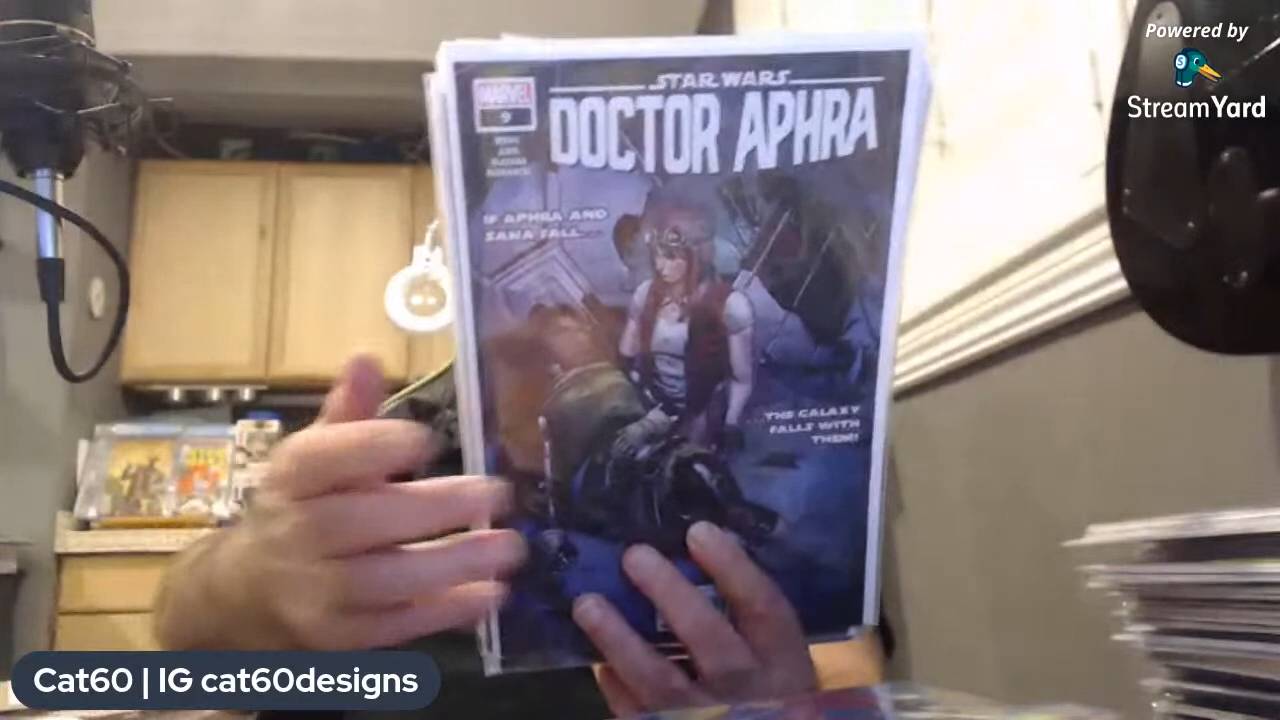 Powered by
StreamYard
STAR WARS
MARVEL
DOCTOR APHRA
9
IF APHRA AND
SANA FALL...
THE GALAXY
FALLS WITH
THEM!
Cat60 | IG cat60designs